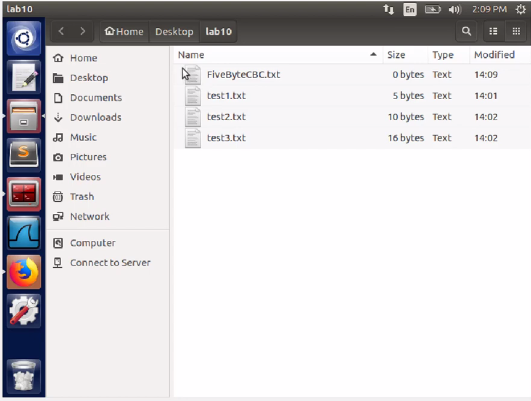 lab10
En
2:09 PM
Home Desktop lab10
Name Size Type Modified
Home
Desktop
Documents
Downloads
Music
Pictures
Videos
Trash
Network
Computer
Connect to Server
FiveByteCBC.txt 0 bytes Text 14:09
test1.txt 5 bytes Text 14:01
test2.txt 10 bytes Text 14:02
test3.txt 16 bytes Text 14:02